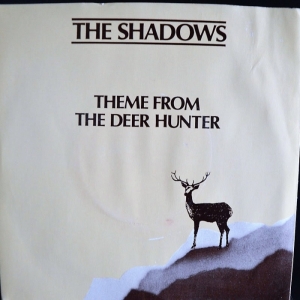 THE SHADOWS
THEME FROM
THE DEER HUNTER